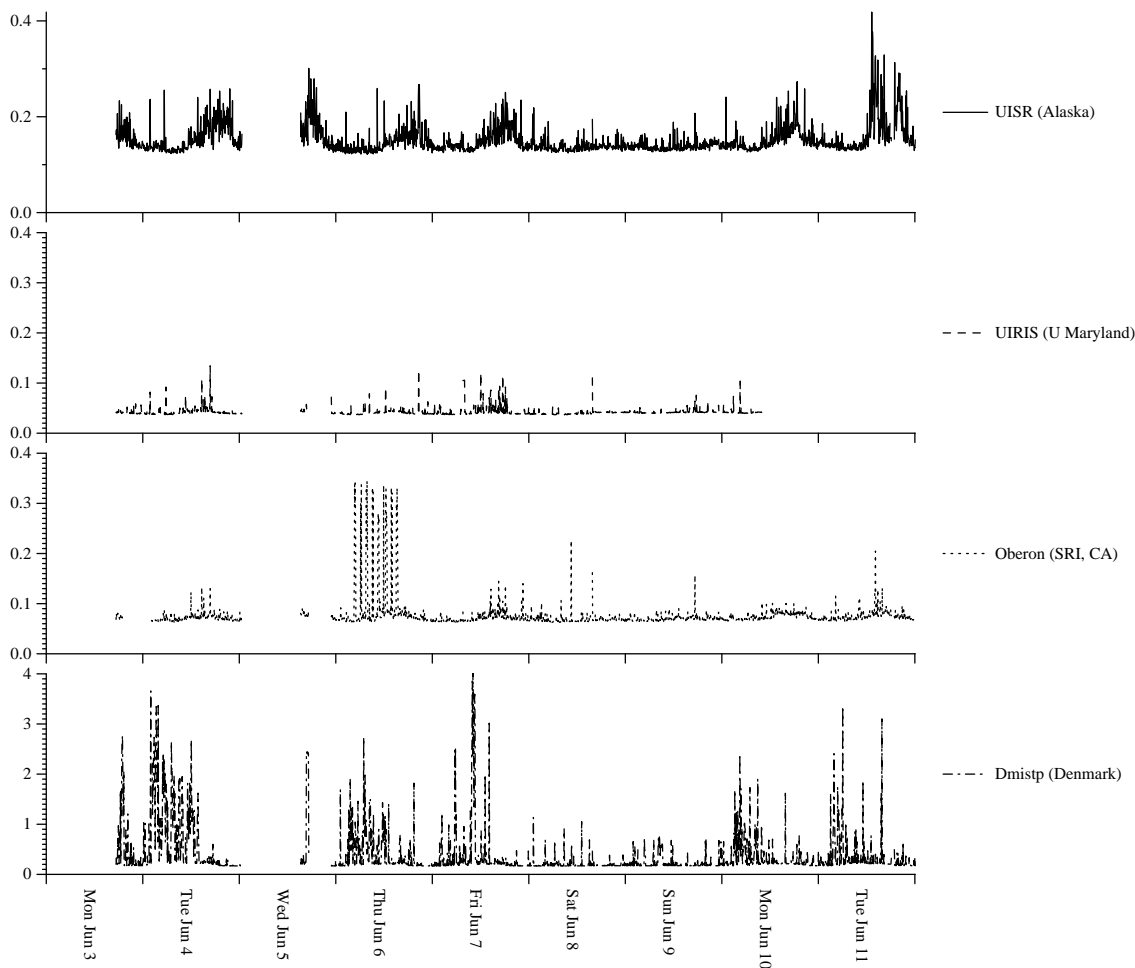 0.4
0.2
0.0
UISR (Alaska)
0.4
0.3
0.2
0.1
0.0
UIRIS (U Maryland)
0.4
0.3
0.2
0.1
0.0
Oberon (SRI, CA)
4
3
2
1
0
Dmistp (Denmark)
Mon Jun 3
Tue Jun 4
Wed Jun 5
Thu Jun 6
Fri Jun 7
Sat Jun 8
Sun Jun 9
Mon Jun 10
Tue Jun 11